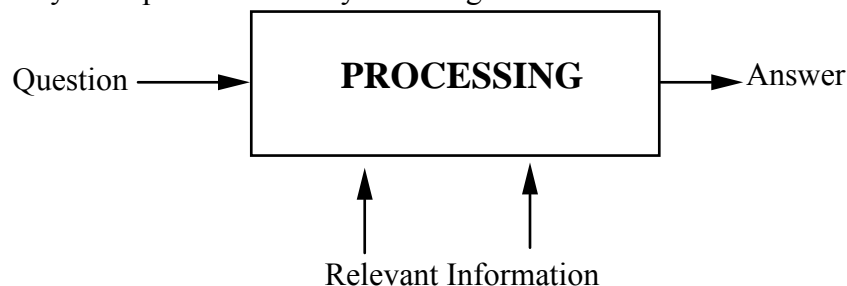 PROCESSING
Question
Answer
Relevant Information